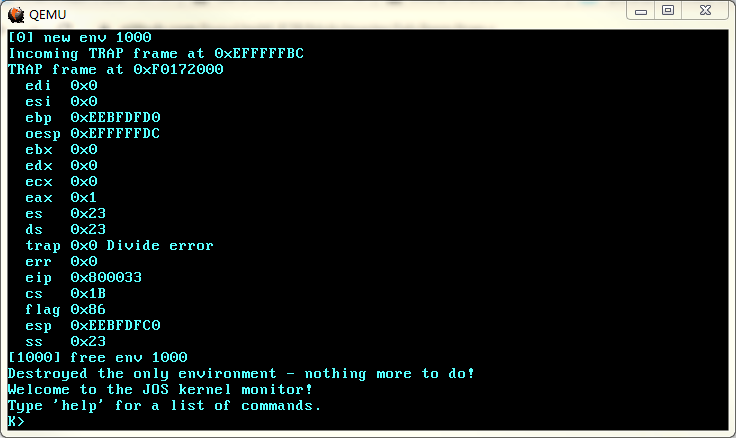 QEMU
[0] new env 1000
Incoming TRAP frame at 0xEFFFFFBC
TRAP frame at 0xF0172000
  edi  0x0
  esi  0x0
  ebp  0xEEBFDFD0
  oesp 0xEFFFFFDC
  ebx  0x0
  edx  0x0
  ecx  0x0
  eax  0x1
  es   0x23
  ds   0x23
  trap 0x0 Divide error
  err  0x0
  eip  0x800033
  cs   0x1B
  flag 0x86
  esp  0xEEBFDFC0
  ss   0x23
[1000] free env 1000
Destroyed the only environment - nothing more to do!
Welcome to the JOS kernel monitor!
Type 'help' for a list of commands.
K>